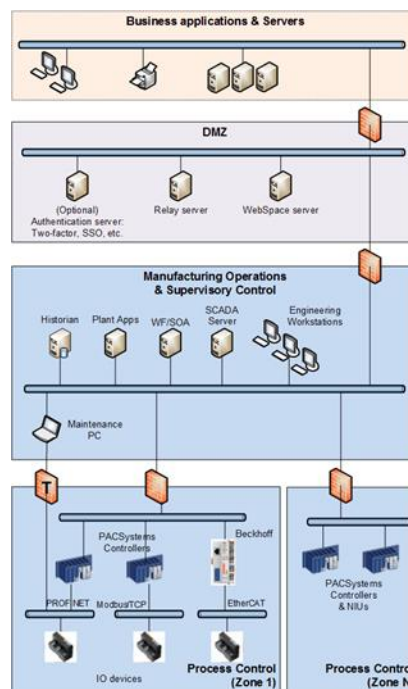 Business applications & Servers
DMZ
(Optional)
Authentication server:
Two-factor, SSO, etc.
Relay server
WebSpace server
Manufacturing Operations
& Supervisory Control
Historian
Plant Apps
WF/SOA
SCADA
Server
Engineering
Workstations
Maintenance
PC
T
PACSystems
Controllers
Beckhoff
PROFINET
Modbus/TCP
EtherCAT
IO devices
Process Control
(Zone 1)
PACSystems
Controllers
& NIUs
Process Contro
(Zone N